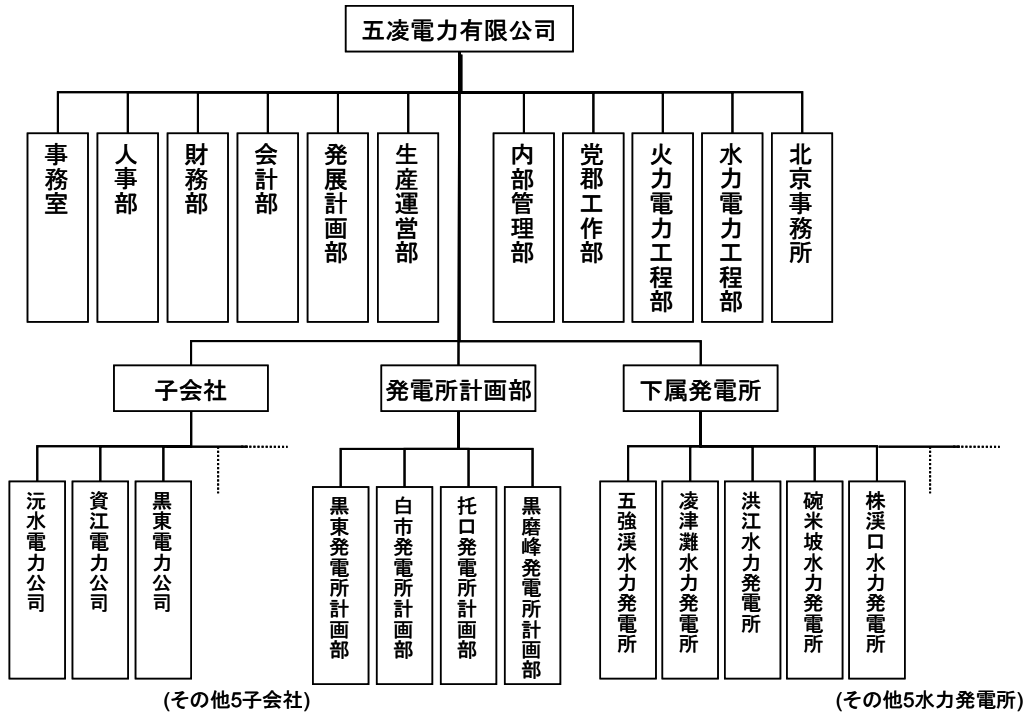 五凌電力有限公司
事務室
人事部
財務部
会計部
発展計画部
生産運営部
内部管理部
党郡工作部
火力電力工程部
水力電力工程部
北京事務所
子会社
発電所計画部
下属発電所
沅水電力公司
資江電力公司
黒東電力公司
黒東発電所計画部
白市発電所計画部
托口発電所計画部
黒磨峰発電所計画部
五強渓水力発電所
凌津灘水力発電所
洪江水力発電所
碗米坡水力発電所
株渓口水力発電所
(その他5子会社)
(その他5水力発電所)